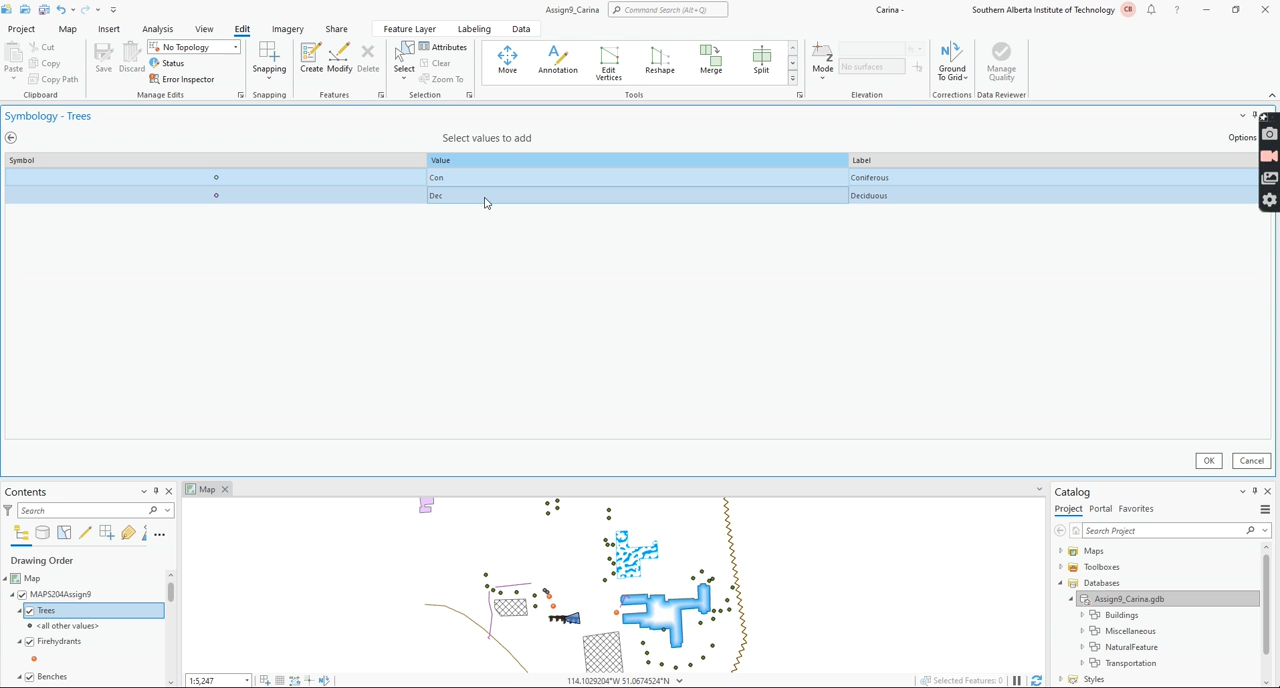 Assign9_Carina
Command Search (Alt+Q)
Carina -
Southern Alberta Institute of Technology
CB
?
Project
Map
Insert
Analysis
View
Edit
Imagery
Share
Feature Layer
Labeling
Data
Paste
Cut
Copy
Copy Path
Clipboard
Save
Discard
No Topology
Status
Error Inspector
Manage Edits
Snapping
Snapping
Create
Modify
Delete
Features
Select
Attributes
Clear
Zoom To
Selection
Move
Annotation
Edit Vertices
Reshape
Merge
Split
Tools
Mode
No surfaces
Elevation
Ground To Grid
Corrections
Manage Quality
Data Reviewer
Symbology - Trees
Select values to add
Options
Symbol Value Label
Con Coniferous
Dec Deciduous
OK Cancel
Contents
Search
Drawing Order
Map
MAPS204Assign9
Trees
<all other values>
Firehydrants
Benches
Map
1:5,247
114.1029204°W 51.0674524°N
Selected Features: 0
Catalog
Project Portal Favorites
Search Project
Maps
Toolboxes
Databases
Assign9_Carina.gdb
Buildings
Miscellaneous
NaturalFeature
Transportation
Styles